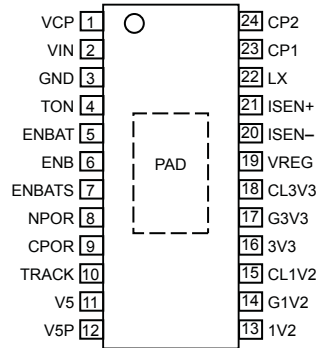 VCP 1 24 CP2
VIN 2 23 CP1
GND 3 22 LX
TON 4 21 ISEN+
ENBAT 5 20 ISEN–
ENB 6 PAD 19 VREG
ENBATS 7 18 CL3V3
NPOR 8 17 G3V3
CPOR 9 16 3V3
TRACK 10 15 CL1V2
V5 11 14 G1V2
V5P 12 13 1V2